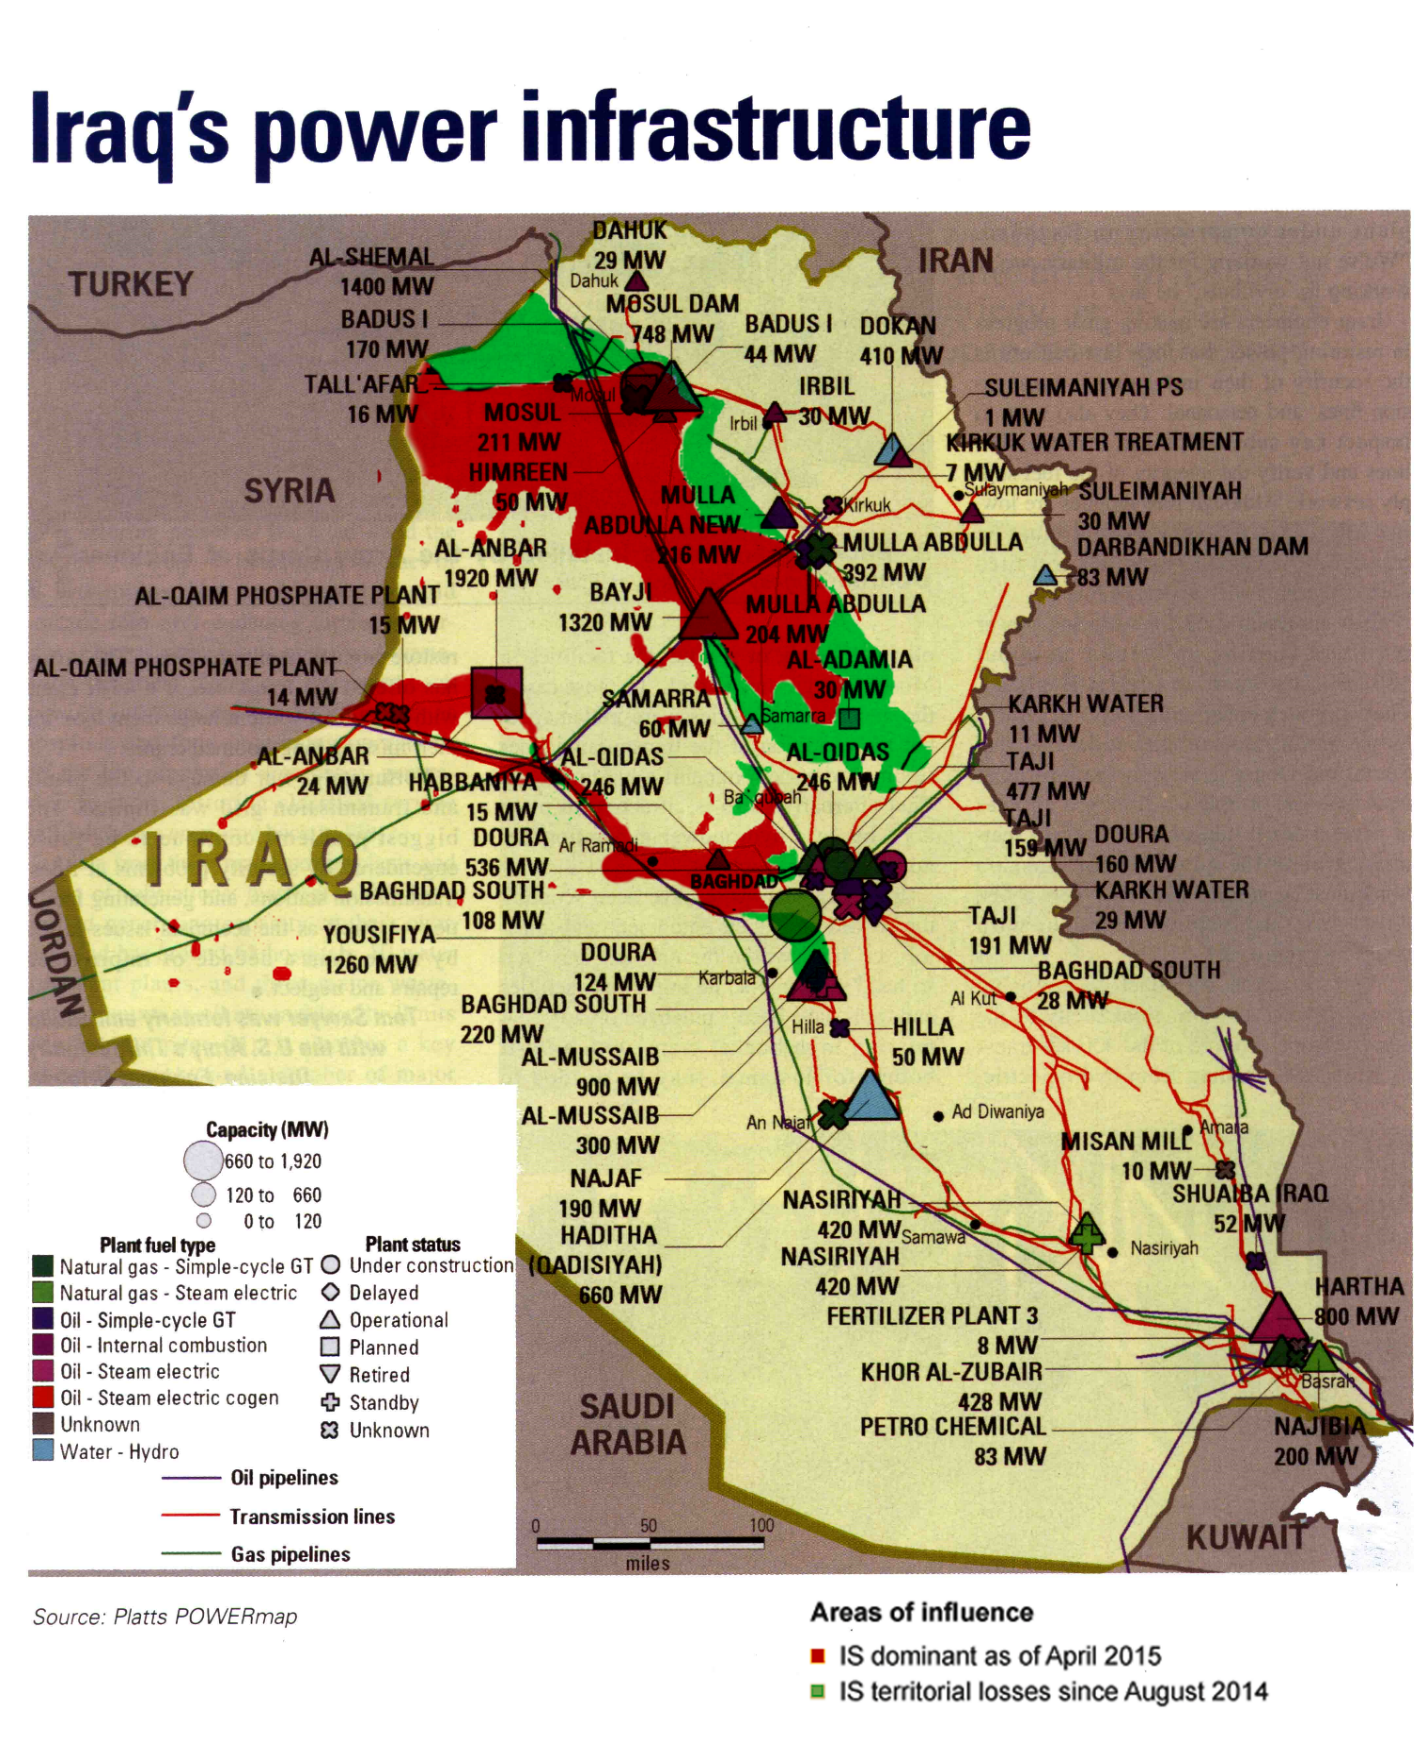 Iraq's power infrastructure
TURKEY
IRAN
SYRIA
JORDAN
IRAQ
SAUDI
ARABIA
KUWAIT
DAHUK
29 MW
Dahuk
AL-SHEMAL
1400 MW
MOSUL DAM
748 MW
BADUS I
170 MW
BADUS I
44 MW
DOKAN
410 MW
TALL'AFAR
16 MW
Mosul
MOSUL
211 MW
IRBIL
30 MW
Irbil
SULEIMANIYAH PS
1 MW
KIRKUK WATER TREATMENT
7 MW
HIMREEN
50 MW
Sulaymaniyah
SULEIMANIYAH
30 MW
MULLA
ABDULLA NEW
216 MW
Kirkuk
MULLA ABDULLA
392 MW
DARBANDIKHAN DAM
83 MW
AL-ANBAR
1920 MW
AL-QAIM PHOSPHATE PLANT
15 MW
BAYJI
1320 MW
MULLA ABDULLA
204 MW
AL-QAIM PHOSPHATE PLANT
14 MW
AL-ADAMIA
30 MW
SAMARRA
60 MW
Samarra
KARKH WATER
11 MW
AL-ANBAR
24 MW
AL-QIDAS
246 MW
AL-QIDAS
246 MW
TAJI
477 MW
HABBANIYA
15 MW
Ba'qubah
TAJI
159 MW
DOURA
536 MW
Ar Ramadi
DOURA
160 MW
BAGHDAD
BAGHDAD SOUTH
108 MW
KARKH WATER
29 MW
YOUSIFIYA
1260 MW
TAJI
191 MW
DOURA
124 MW
Karbala
BAGHDAD SOUTH
28 MW
BAGHDAD SOUTH
220 MW
Al Kut
Hilla
HILLA
50 MW
AL-MUSSAIB
900 MW
AL-MUSSAIB
300 MW
An Najaf
Ad Diwaniya
Amara
MISAN MILL
10 MW
NAJAF
190 MW
NASIRIYAH
420 MW
SHUAIBA IRAQ
52 MW
HADITHA
(QADISIYAH)
660 MW
Samawa
NASIRIYAH
420 MW
Nasiriyah
HARTHA
800 MW
FERTILIZER PLANT 3
8 MW
KHOR AL-ZUBAIR
428 MW
Basrah
PETRO CHEMICAL
83 MW
NAJIBIA
200 MW
Capacity (MW)
660 to 1,920
120 to 660
0 to 120
Plant fuel type
Natural gas - Simple-cycle GT
Natural gas - Steam electric
Oil - Simple-cycle GT
Oil - Internal combustion
Oil - Steam electric
Oil - Steam electric cogen
Unknown
Water - Hydro
Plant status
Under construction
Delayed
Operational
Planned
Retired
Standby
Unknown
Oil pipelines
Transmission lines
Gas pipelines
0 50 100
miles
Source: Platts POWERmap
Areas of influence
IS dominant as of April 2015
IS territorial losses since August 2014